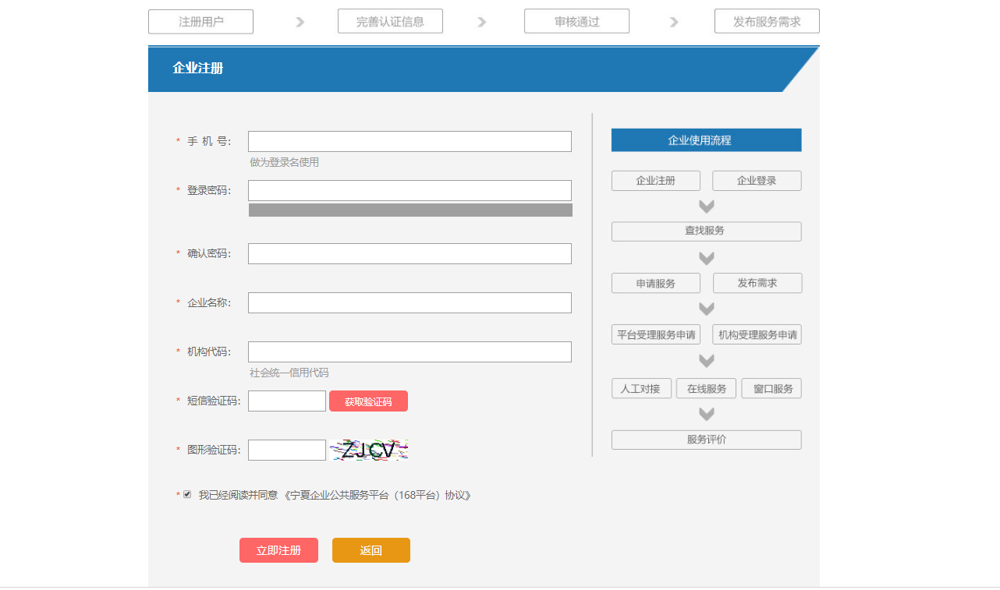 注册用户
完善认证信息
审核通过
发布服务需求
企业注册
* 手 机 号：
做为登录名使用
* 登录密码：
* 确认密码：
* 企业名称：
* 机构代码：
社会统一信用代码
* 短信验证码： 获取验证码
* 图形验证码： ZJCV
* 我已经阅读并同意 《宁夏企业公共服务平台（168平台）协议》
立即注册 返回
企业使用流程
企业注册 企业登录
查找服务
申请服务 发布需求
平台受理服务申请 机构受理服务申请
人工对接 在线服务 窗口服务
服务评价